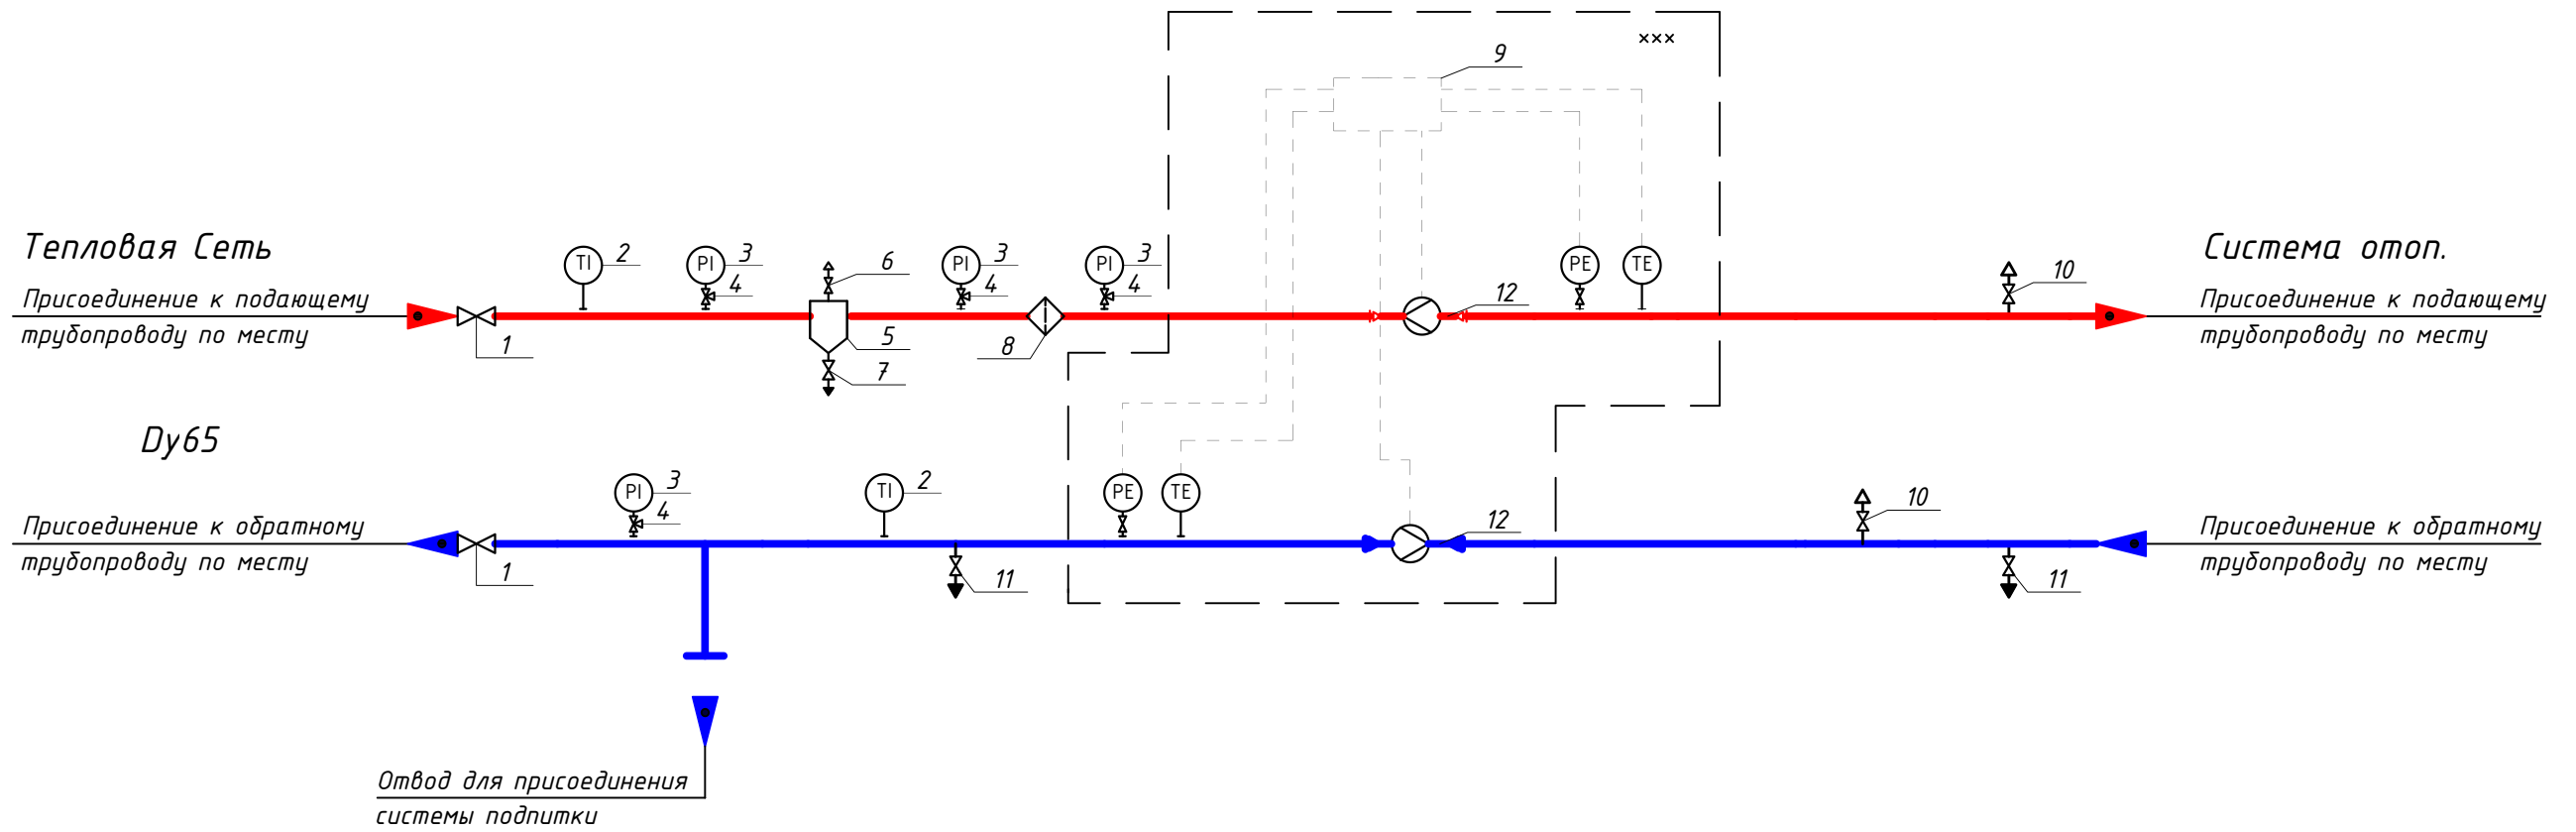 ×××
9
Тепловая Сеть
Присоединение к подающему
трубопроводу по месту
1
TI 2
PI 3
4
6
5
7
PI 3
4
8
PI 3
4
12
PE
TE
10
Система отоп.
Присоединение к подающему
трубопроводу по месту
Dy65
Присоединение к обратному
трубопроводу по месту
1
PI 3
4
TI 2
11
PE
TE
12
10
11
Присоединение к обратному
трубопроводу по месту
Отвод для присоединения
системы подпитки